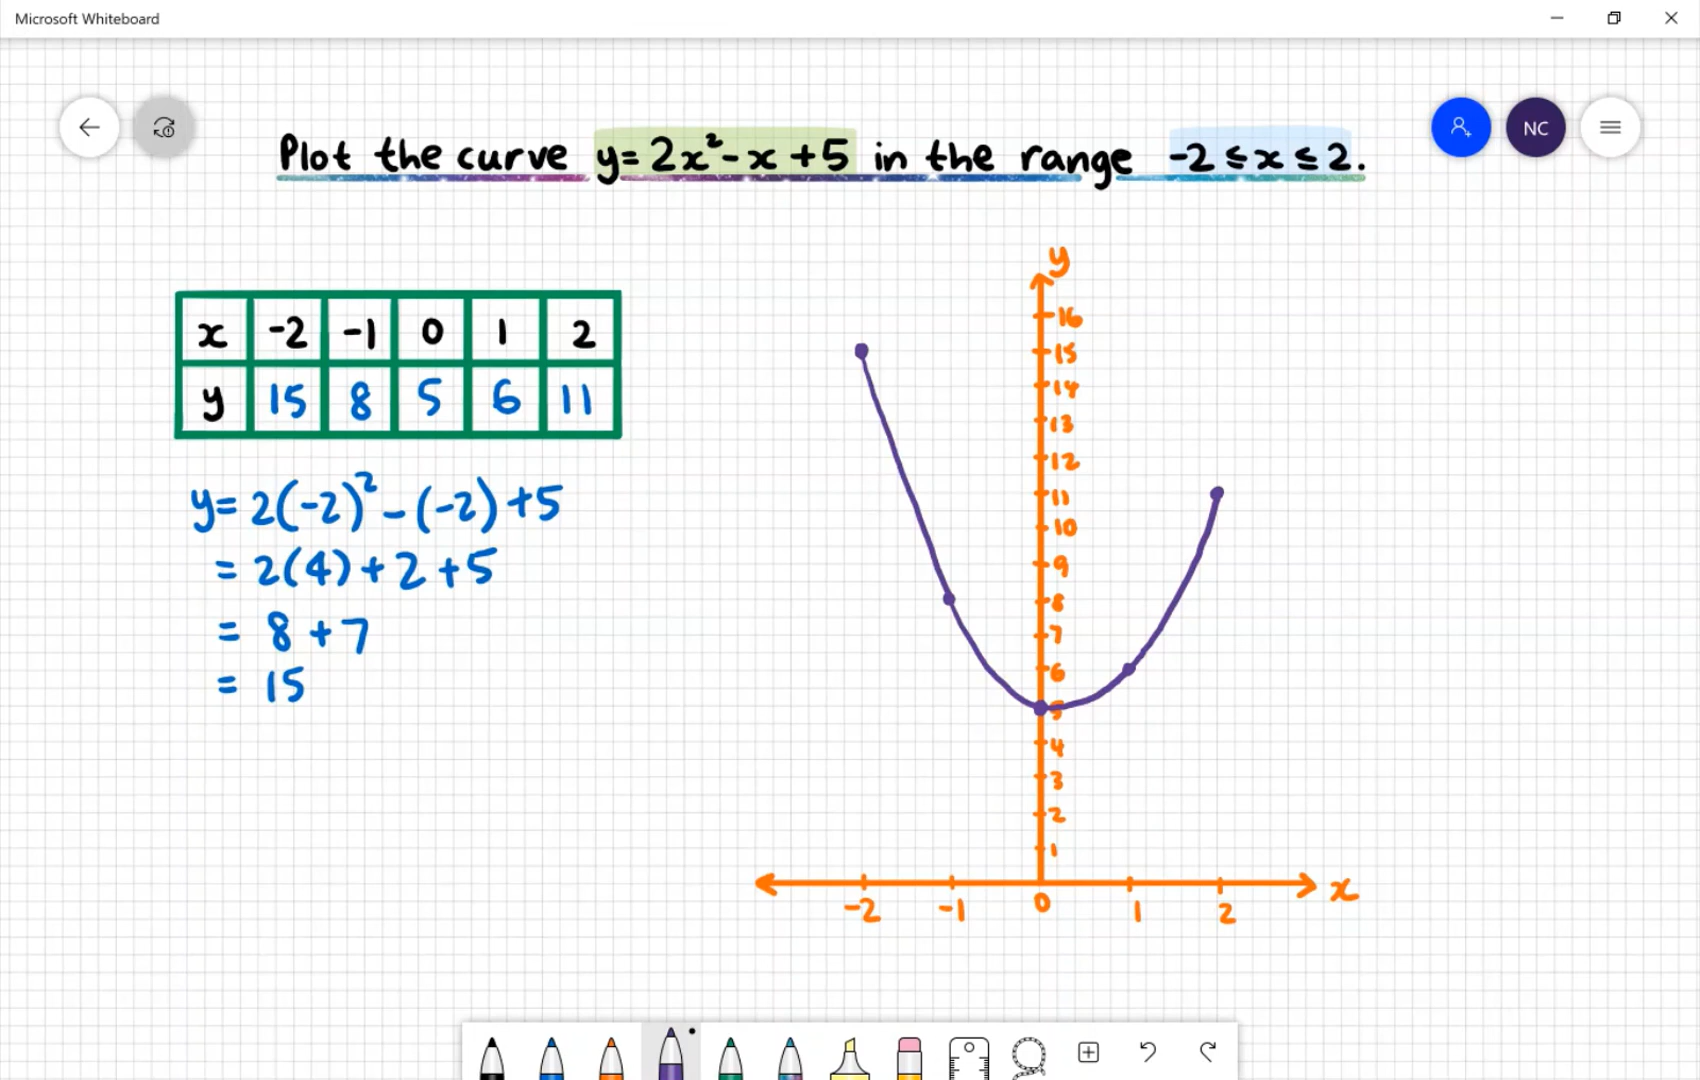 Microsoft Whiteboard
NC
Plot the curve y=2x²-x+5 in the range -2≤x≤2.
x -2 -1 0 1 2
y 15 8 5 6 11
y=2(-2)²-(-2)+5
=2(4)+2+5
= 8+7
= 15
y
16
15
14
13
12
11
10
9
8
7
6
5
4
3
2
1
-2 -1 0 1 2 x